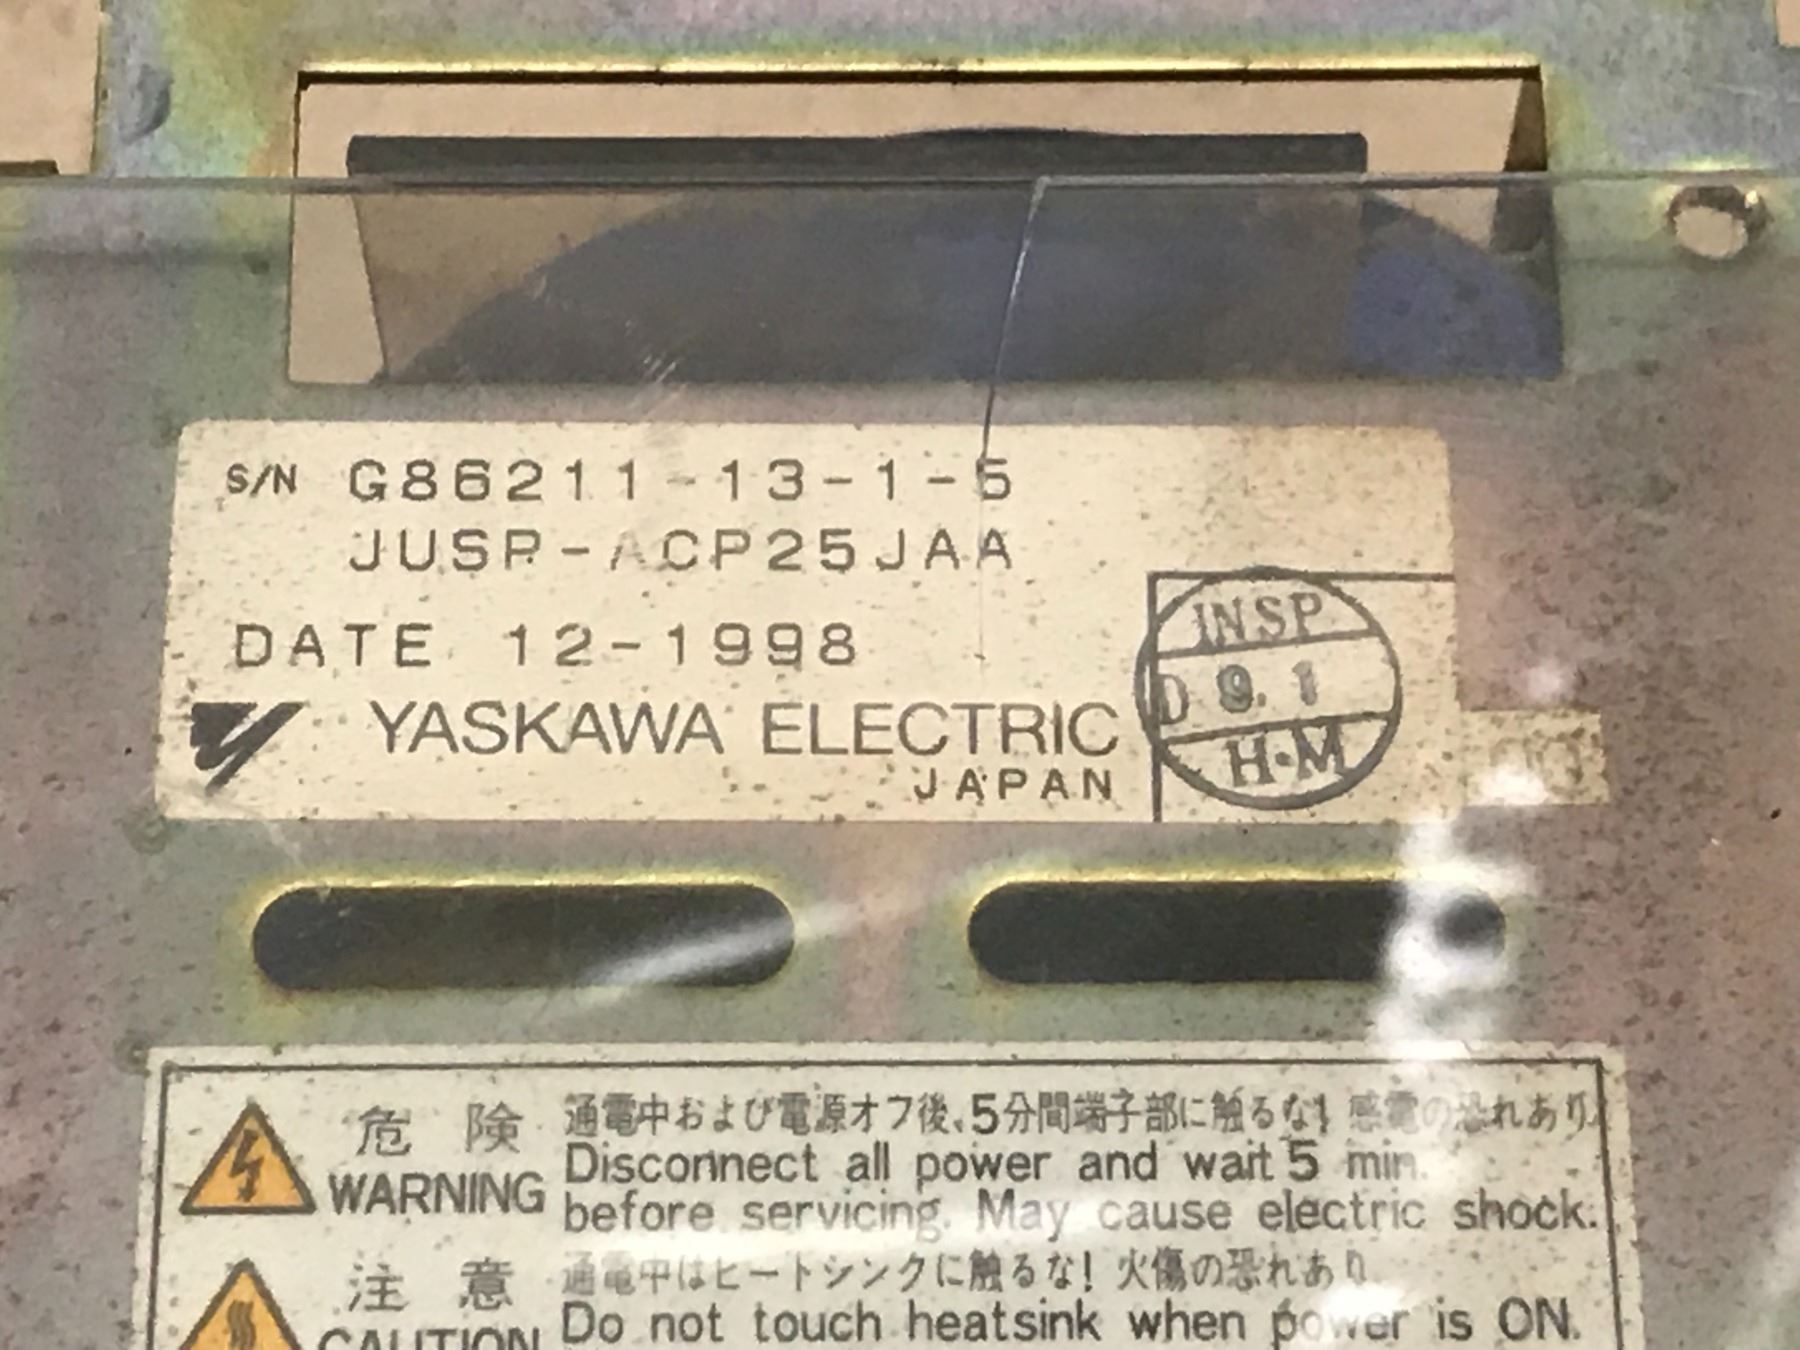 S/N G86211-13-1-5
JUSP-ACP25JAA
DATE 12-1998
YASKAWA ELECTRIC
JAPAN
INSP
D 9.1
H·M
危険
WARNING
通電中および電源オフ後、5分間端子部に触るな! 感電の恐れあり
Disconnect all power and wait 5 min.
before servicing. May cause electric shock.
注意
CAUTION
通電中はヒートシンクに触るな! 火傷の恐れあり
Do not touch heatsink when power is ON.